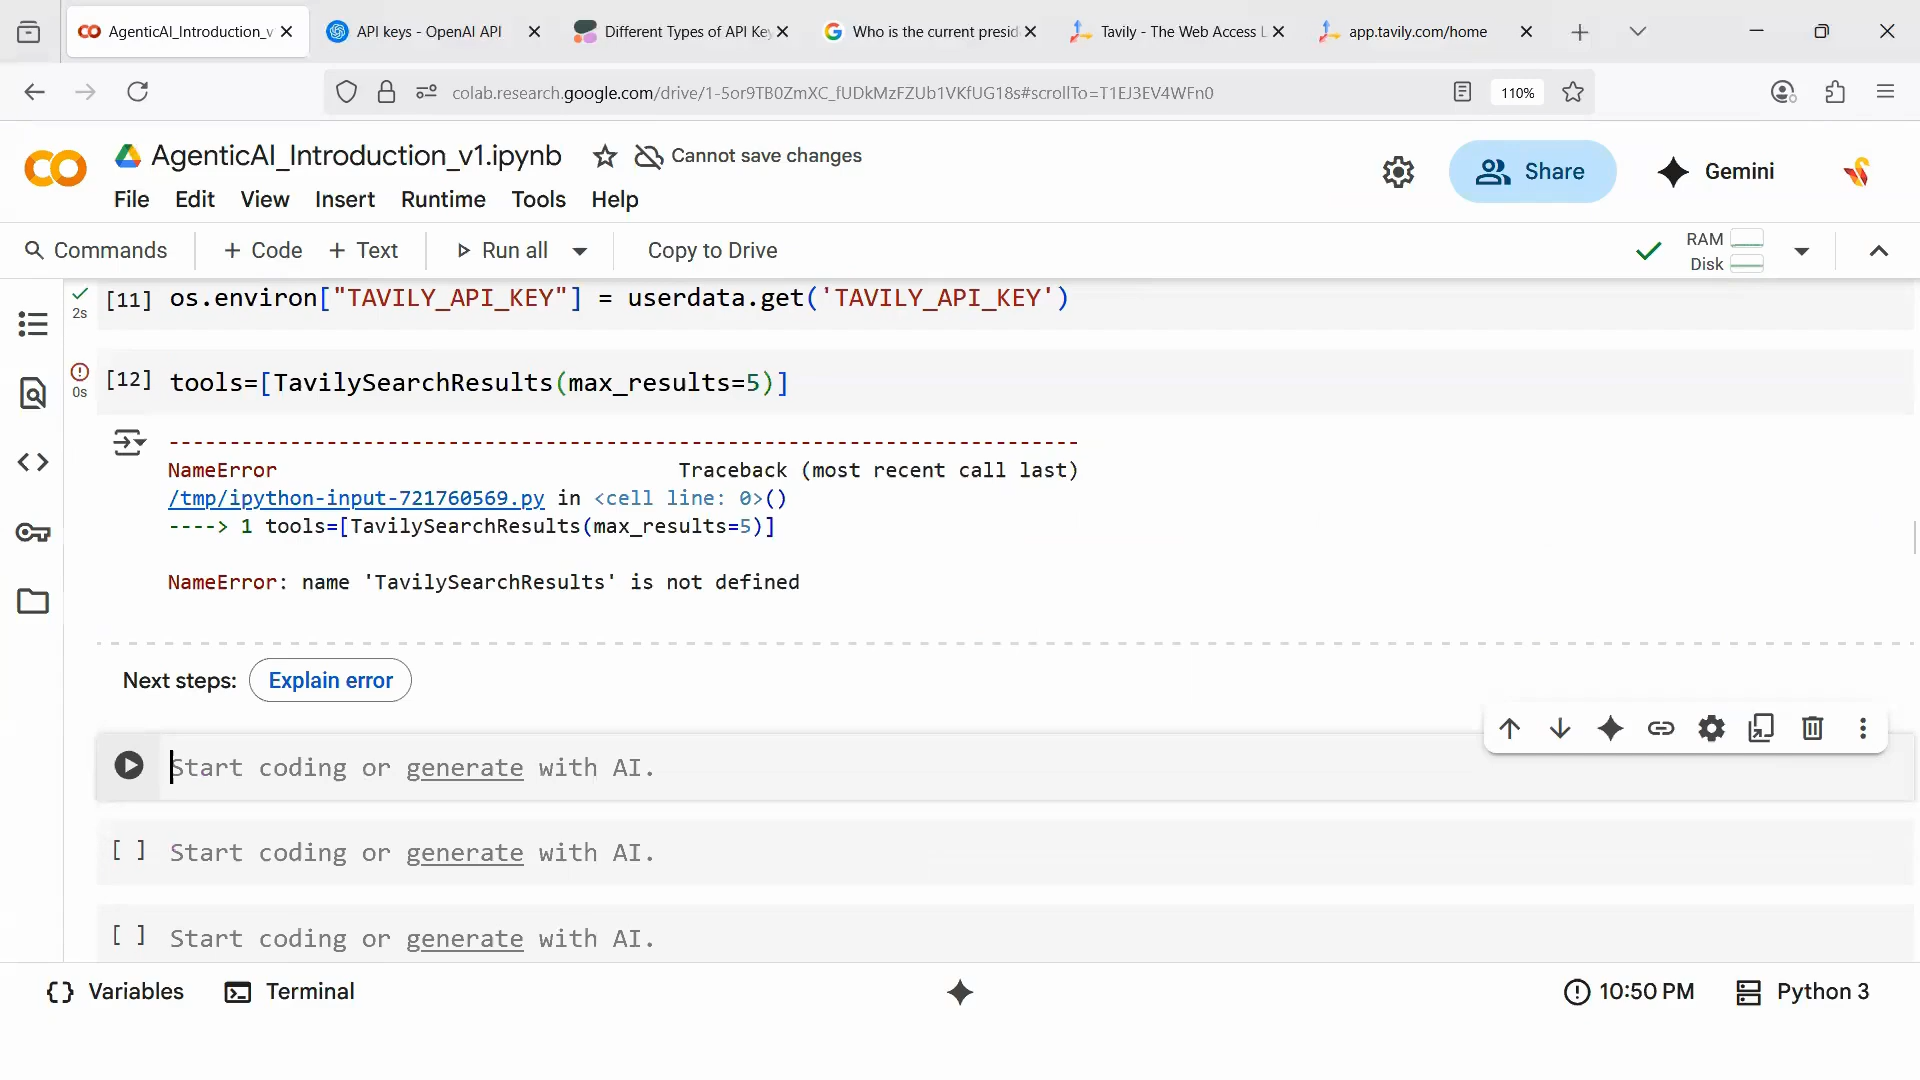 AgenticAI_Introduction_v
API keys - OpenAI API
Different Types of API Key
Who is the current presid
Tavily - The Web Access L
app.tavily.com/home
colab.research.google.com/drive/1-5or9TB0ZmXC_fUDkMzFZUb1VKfUG18s#scrollTo=T1EJ3EV4WFn0
110%
AgenticAI_Introduction_v1.ipynb
Cannot save changes
Share
Gemini
File Edit View Insert Runtime Tools Help
Commands
+ Code + Text
Run all
Copy to Drive
RAM
Disk
[11] os.environ["TAVILY_API_KEY"] = userdata.get('TAVILY_API_KEY')
2s
[12] tools=[TavilySearchResults(max_results=5)]
0s
---------------------------------------------------------------------------
NameError Traceback (most recent call last)
/tmp/ipython-input-721760569.py in <cell line: 0>()
----> 1 tools=[TavilySearchResults(max_results=5)]
NameError: name 'TavilySearchResults' is not defined
Next steps: Explain error
Start coding or generate with AI.
[ ] Start coding or generate with AI.
[ ] Start coding or generate with AI.
{} Variables
Terminal
10:50 PM
Python 3